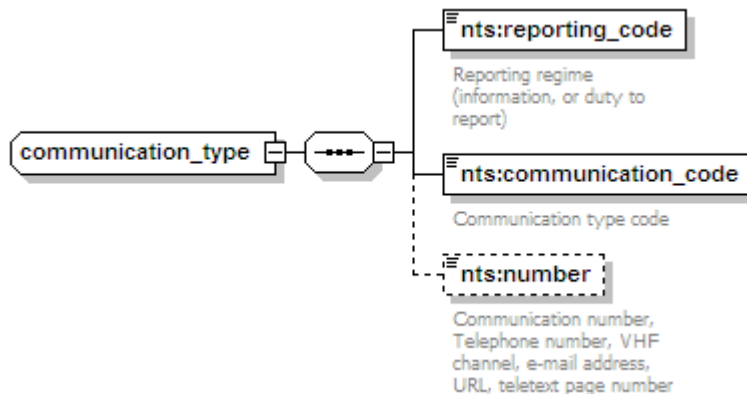 nts:reporting_code
Reporting regime
(information, or duty to
report)
communication_type
nts:communication_code
Communication type code
nts:number
Communication number,
Telephone number, VHF
channel, e-mail address,
URL, teletext page number